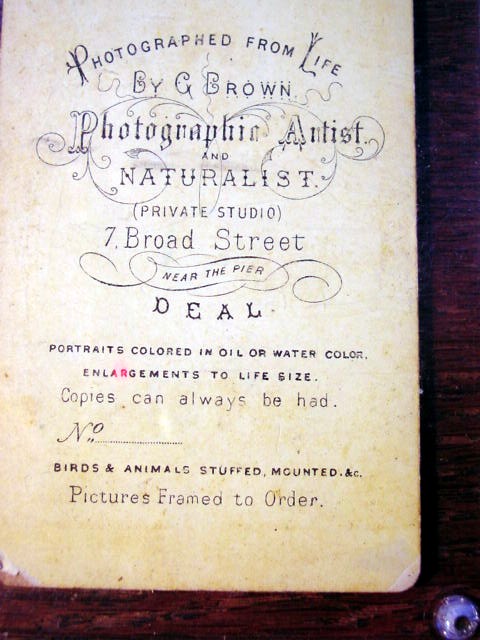 PHOTOGRAPHED FROM LIFE
BY G BROWN.
Photographic Artist.
AND
NATURALIST.
(PRIVATE STUDIO)
7, Broad Street
NEAR THE PIER
DEAL.
PORTRAITS COLORED IN OIL OR WATER COLOR.
ENLARGEMENTS TO LIFE SIZE.
Copies can always be had.
No
BIRDS & ANIMALS STUFFED, MOUNTED. &c.
Pictures Framed to Order.